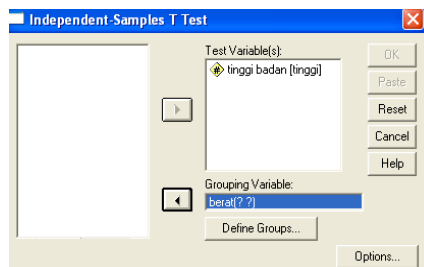 Independent-Samples T Test
Test Variable(s):
tinggi badan [tinggi]
OK
Paste
Reset
Cancel
Help
Grouping Variable:
berat(? ?)
Define Groups...
Options...